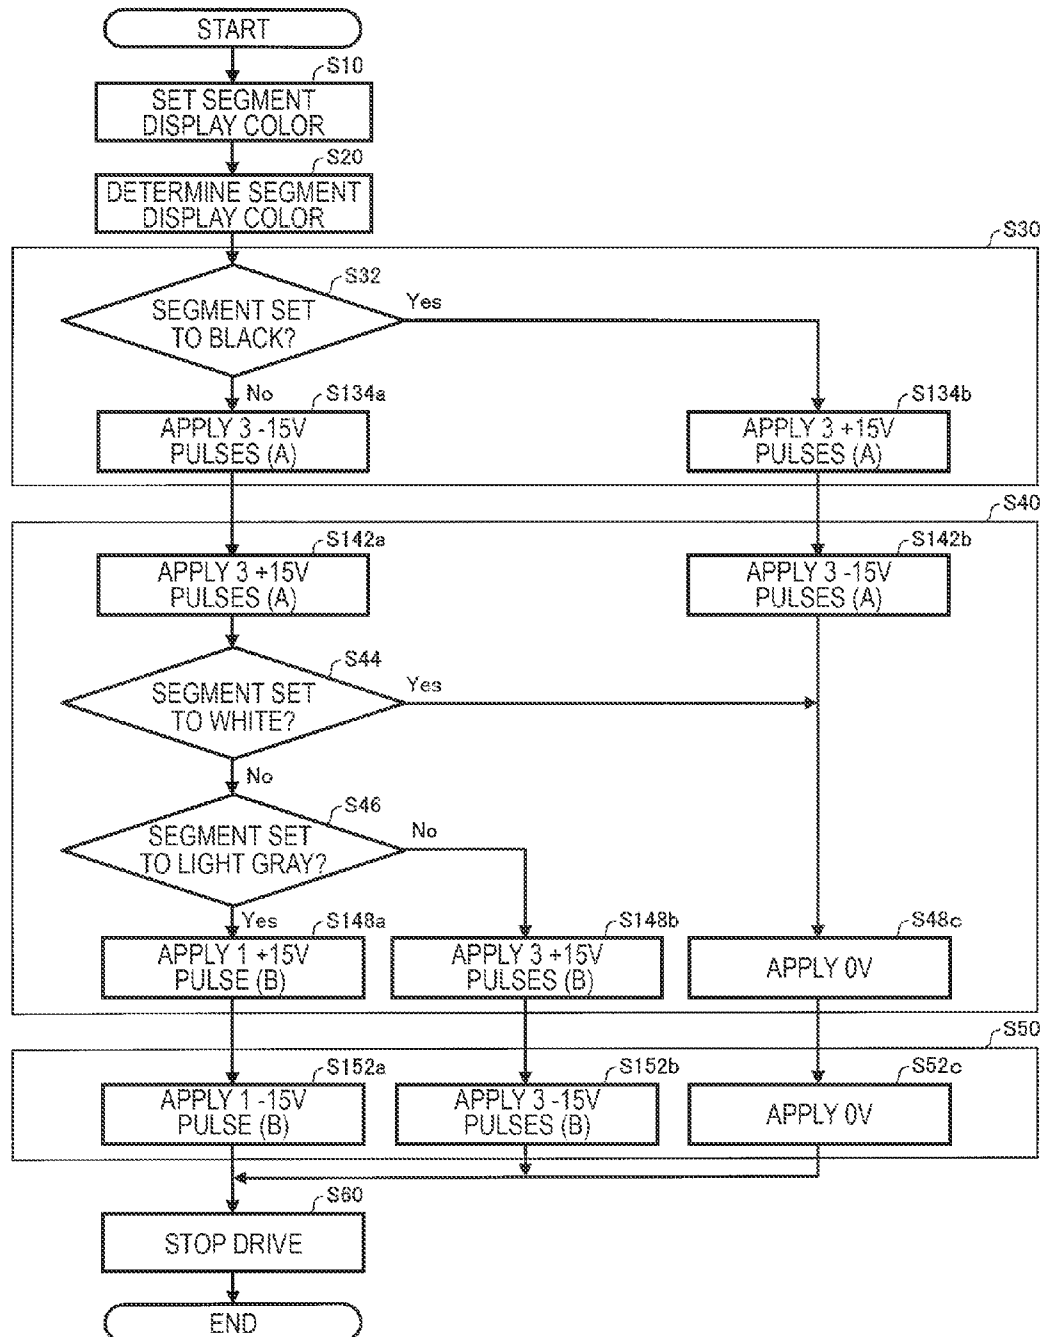 START
S10
SET SEGMENT
DISPLAY COLOR
S20
DETERMINE SEGMENT
DISPLAY COLOR
S30
S32
SEGMENT SET
TO BLACK?
Yes
No
S134a
APPLY 3 -15V
PULSES (A)
S134b
APPLY 3 +15V
PULSES (A)
S40
S142a
APPLY 3 +15V
PULSES (A)
S142b
APPLY 3 -15V
PULSES (A)
S44
SEGMENT SET
TO WHITE?
Yes
No
S46
SEGMENT SET
TO LIGHT GRAY?
No
Yes
S148a
APPLY 1 +15V
PULSE (B)
S148b
APPLY 3 +15V
PULSES (B)
S48c
APPLY 0V
S50
S152a
APPLY 1 -15V
PULSE (B)
S152b
APPLY 3 -15V
PULSES (B)
S52c
APPLY 0V
S60
STOP DRIVE
END